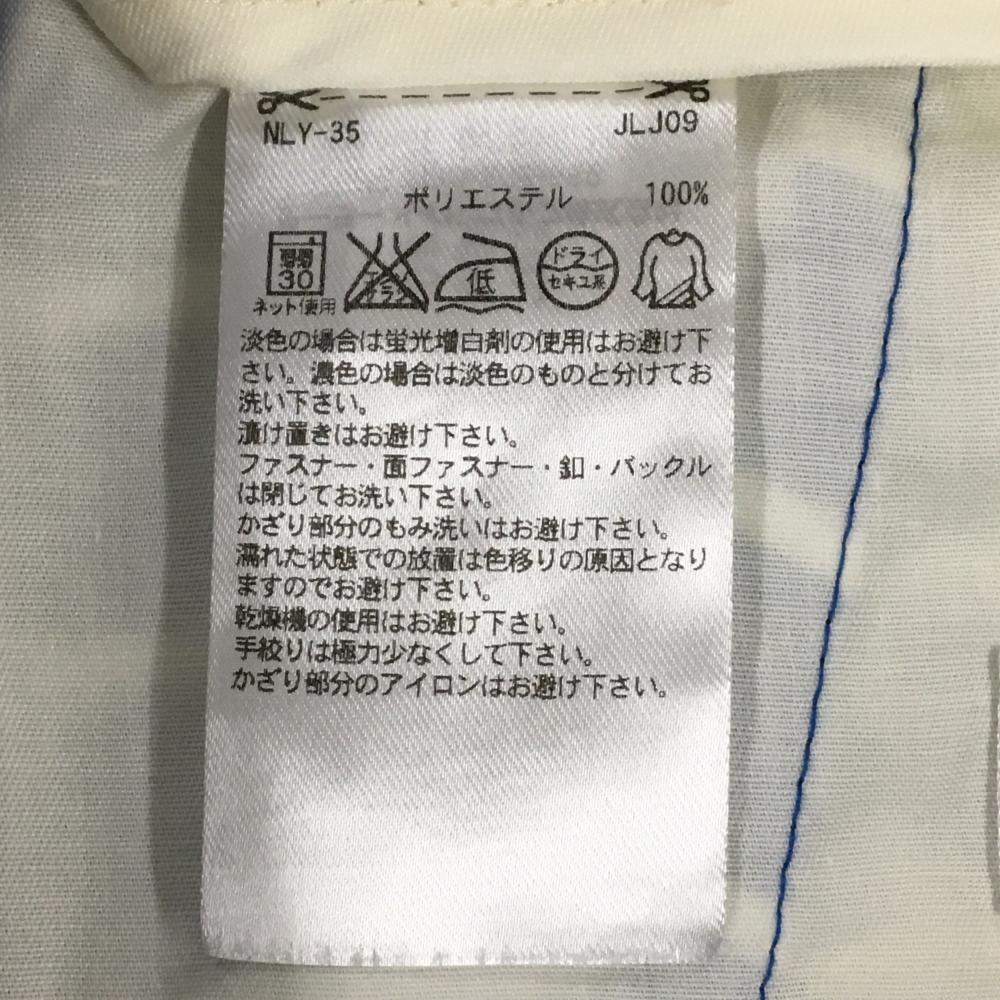 NLY-35 JLJ09
ポリエステル 100%
30
ネット使用
低
ドライ
セキユ系
淡色の場合は蛍光増白剤の使用はお避け下
さい。濃色の場合は淡色のものと分けてお
洗い下さい。
漬け置きはお避け下さい。
ファスナー・面ファスナー・釦・バックル
は閉じてお洗い下さい。
かざり部分のもみ洗いはお避け下さい。
濡れた状態での放置は色移りの原因となり
ますのでお避け下さい。
乾燥機の使用はお避け下さい。
手絞りは極力少なくして下さい。
かざり部分のアイロンはお避け下さい。